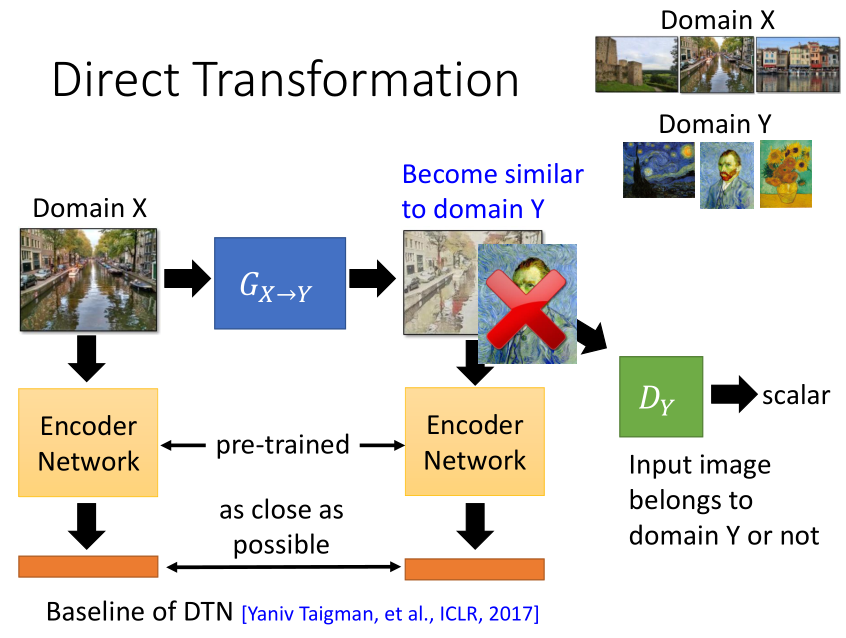 Direct Transformation
Domain X
Domain Y
Domain X
Become similar
to domain Y
G_{X→Y}
Encoder
Network
pre-trained
Encoder
Network
D_Y
scalar
Input image
belongs to
domain Y or not
as close as
possible
Baseline of DTN [Yaniv Taigman, et al., ICLR, 2017]